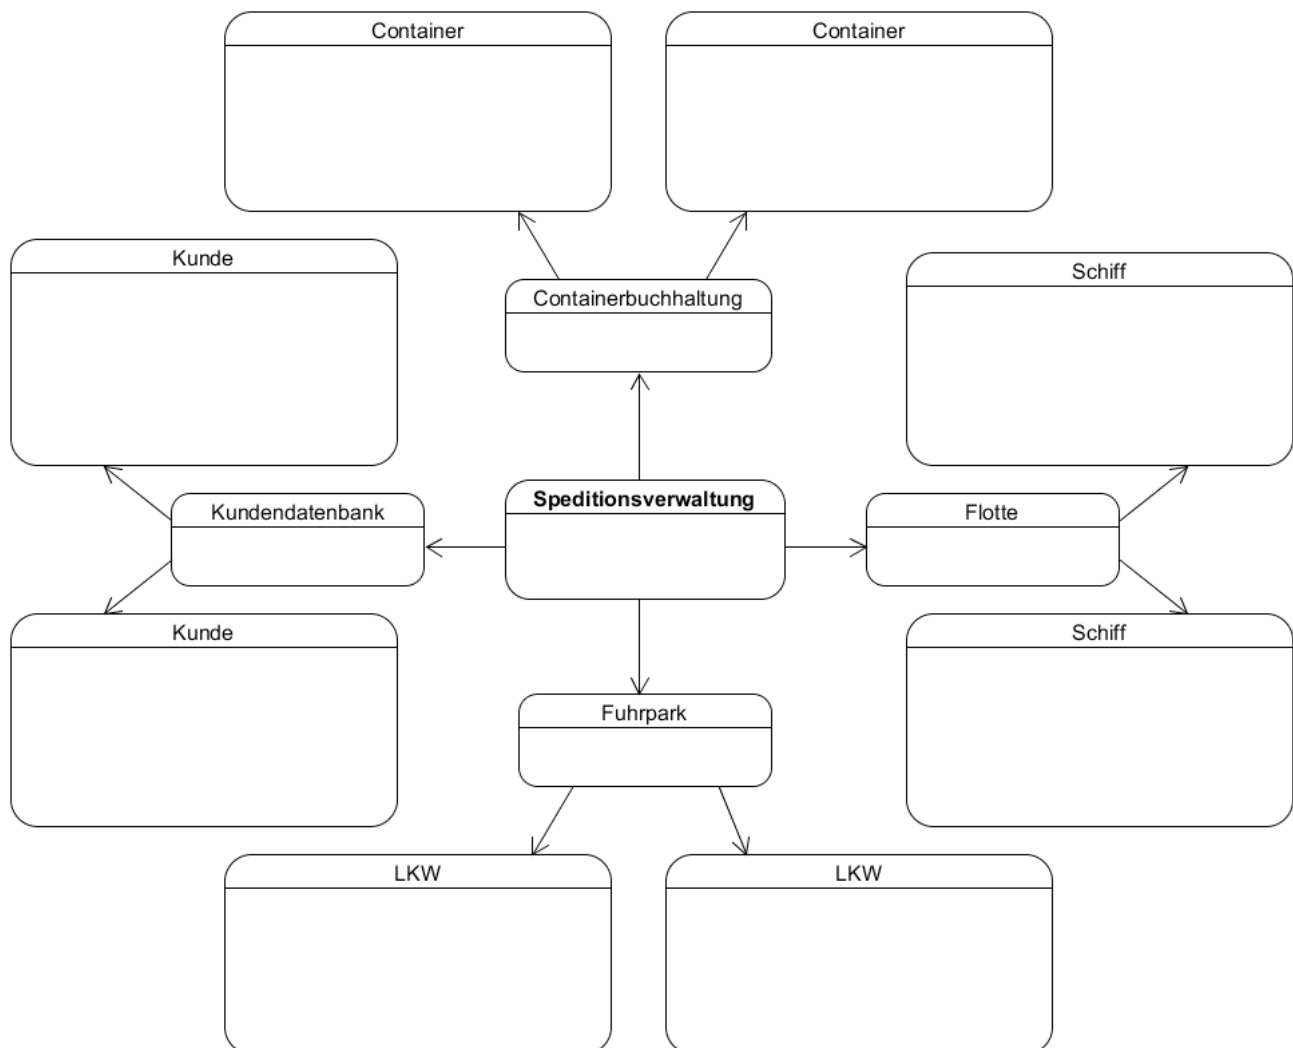 Container
Container
Kunde
Containerbuchhaltung
Schiff
Kundendatenbank
Speditionsverwaltung
Flotte
Kunde
Schiff
Fuhrpark
LKW
LKW